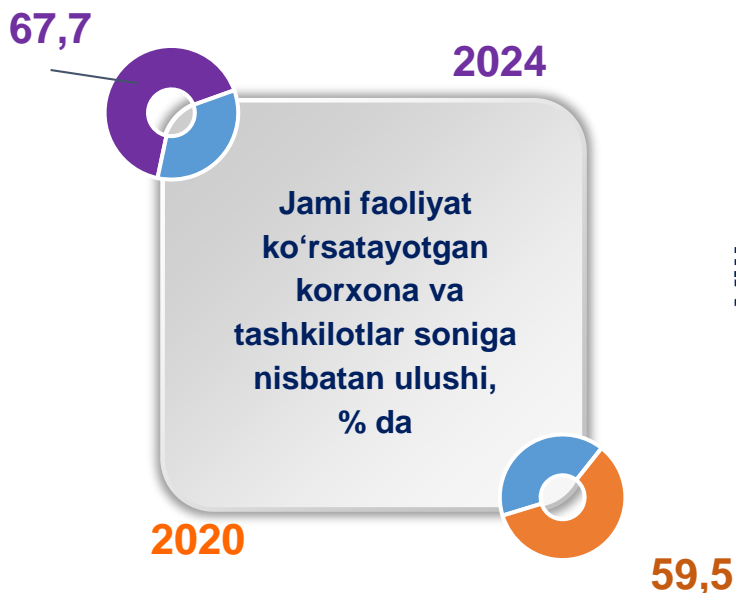 67,7
2024
Jami faoliyat
ko‘rsatayotgan
korxona va
tashkilotlar soniga
nisbatan ulushi,
% da
2020
59,5